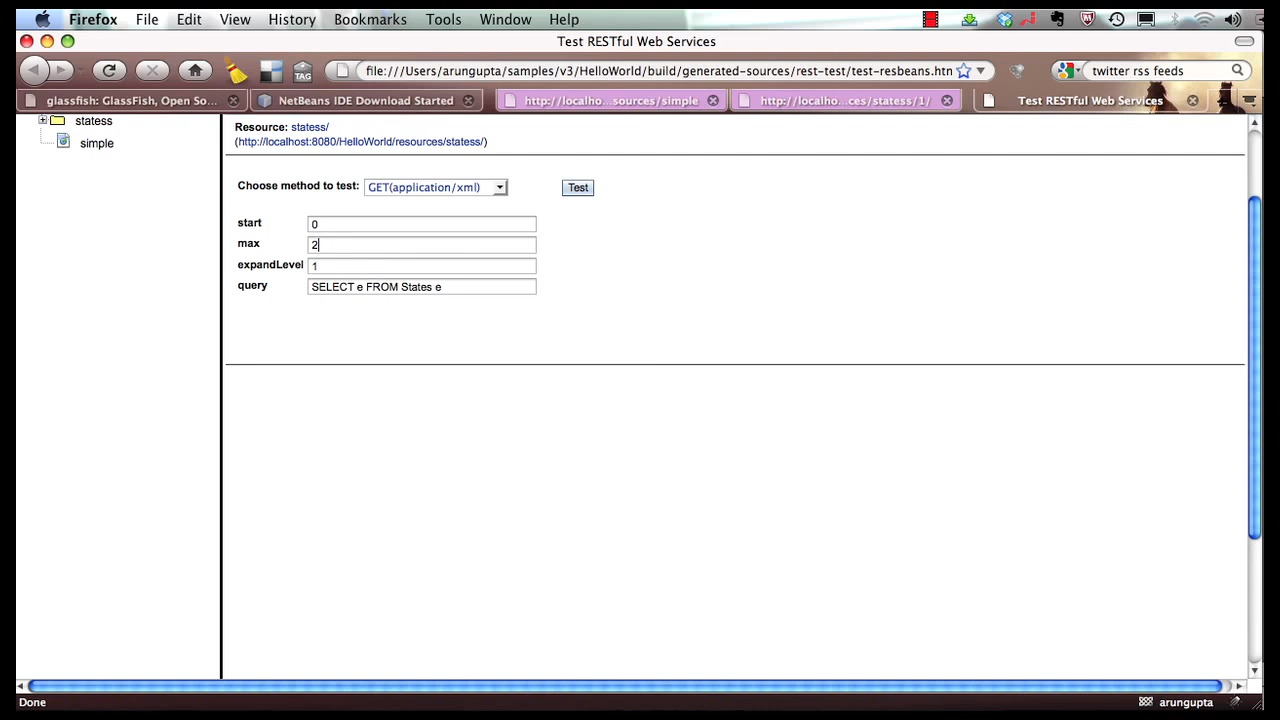 Firefox File Edit View History Bookmarks Tools Window Help
Test RESTful Web Services
TAG file:///Users/arungupta/samples/v3/HelloWorld/build/generated-sources/rest-test/test-resbeans.htn twitter rss feeds
glassfish: GlassFish, Open So... NetBeans IDE Download Started http://localho...sources/simple http://localho...ces/statess/1/ Test RESTful Web Services
statess
simple
Resource: statess/
(http://localhost:8080/HelloWorld/resources/statess/)
Choose method to test: GET(application/xml) Test
start 0
max 2
expandLevel 1
query SELECT e FROM States e
Done arungupta